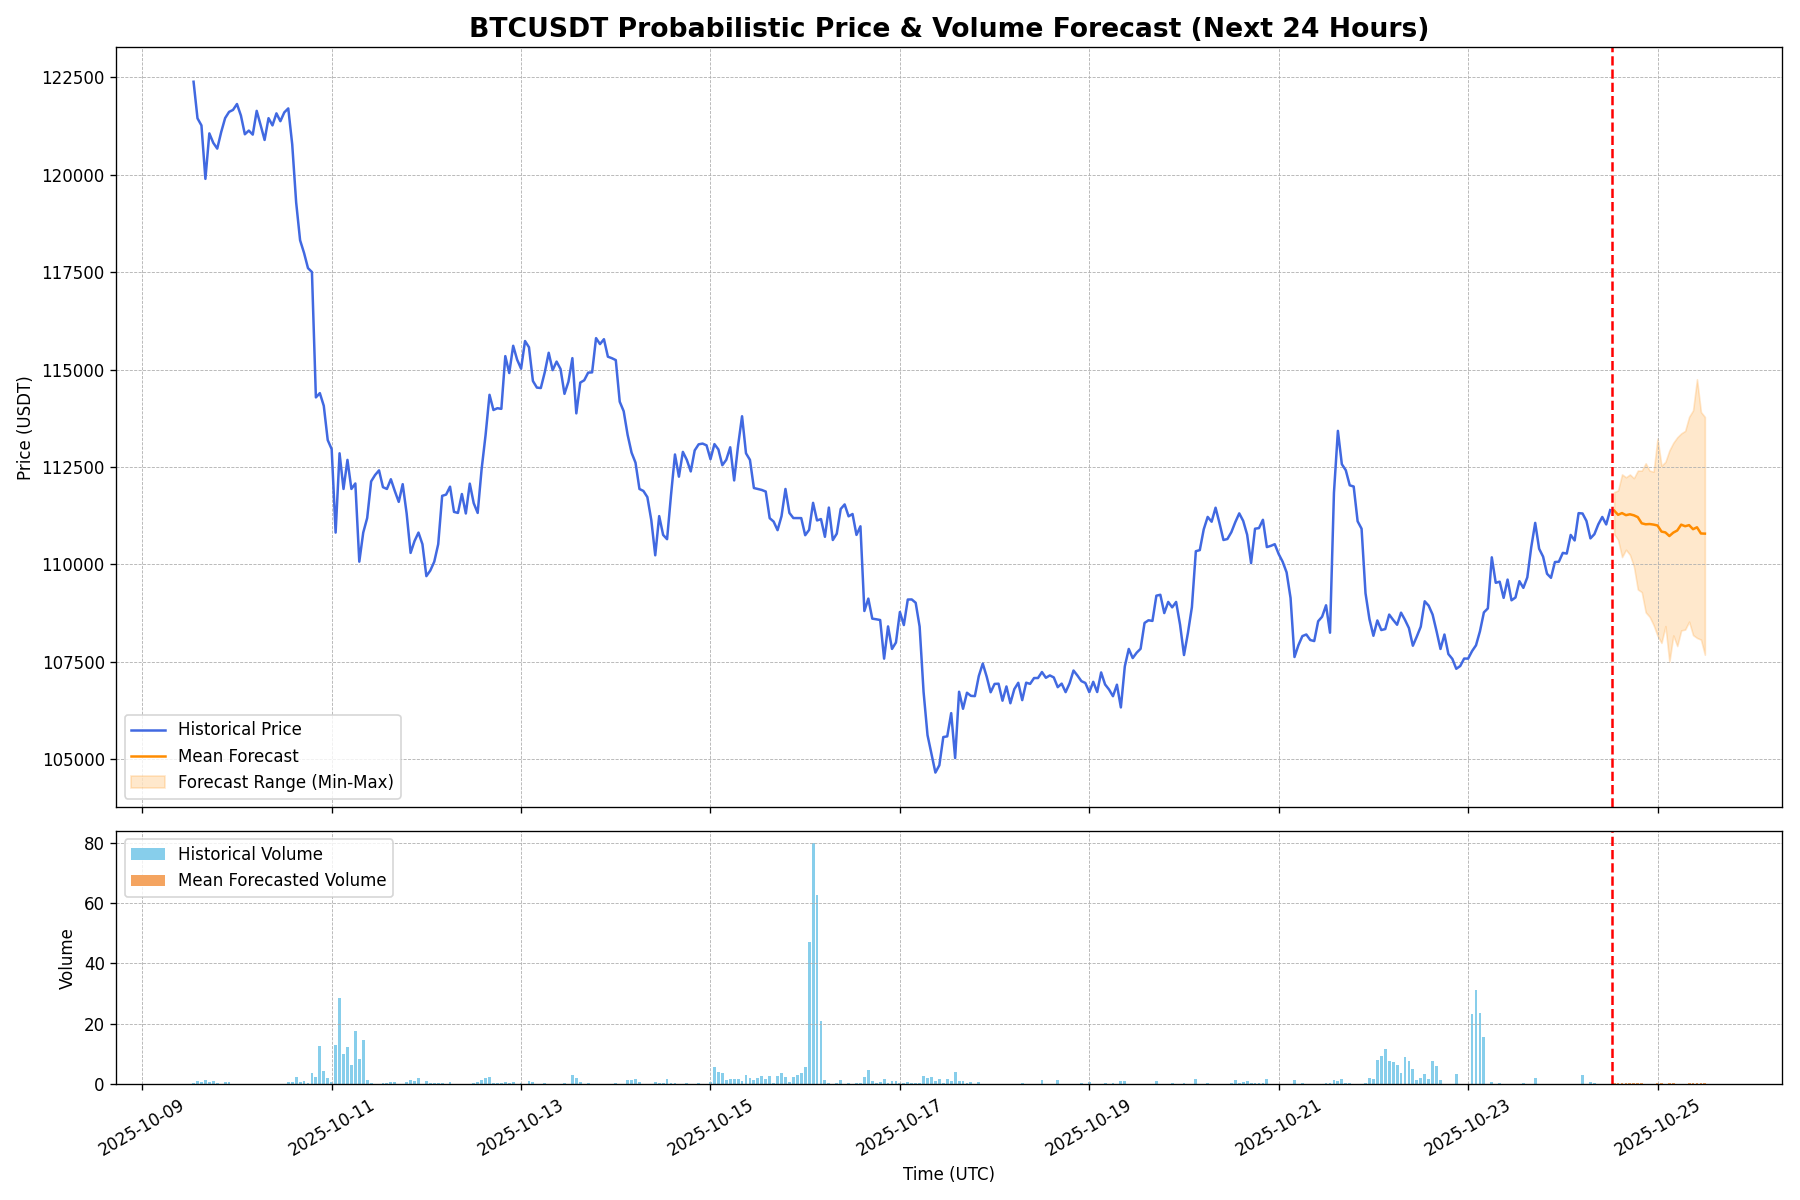 BTCUSDT Probabilistic Price & Volume Forecast (Next 24 Hours)
Price (USDT)
122500
120000
117500
115000
112500
110000
107500
105000
Historical Price
Mean Forecast
Forecast Range (Min-Max)
Volume
80
60
40
20
0
Historical Volume
Mean Forecasted Volume
2025-10-09
2025-10-11
2025-10-13
2025-10-15
2025-10-17
2025-10-19
2025-10-21
2025-10-23
2025-10-25
Time (UTC)